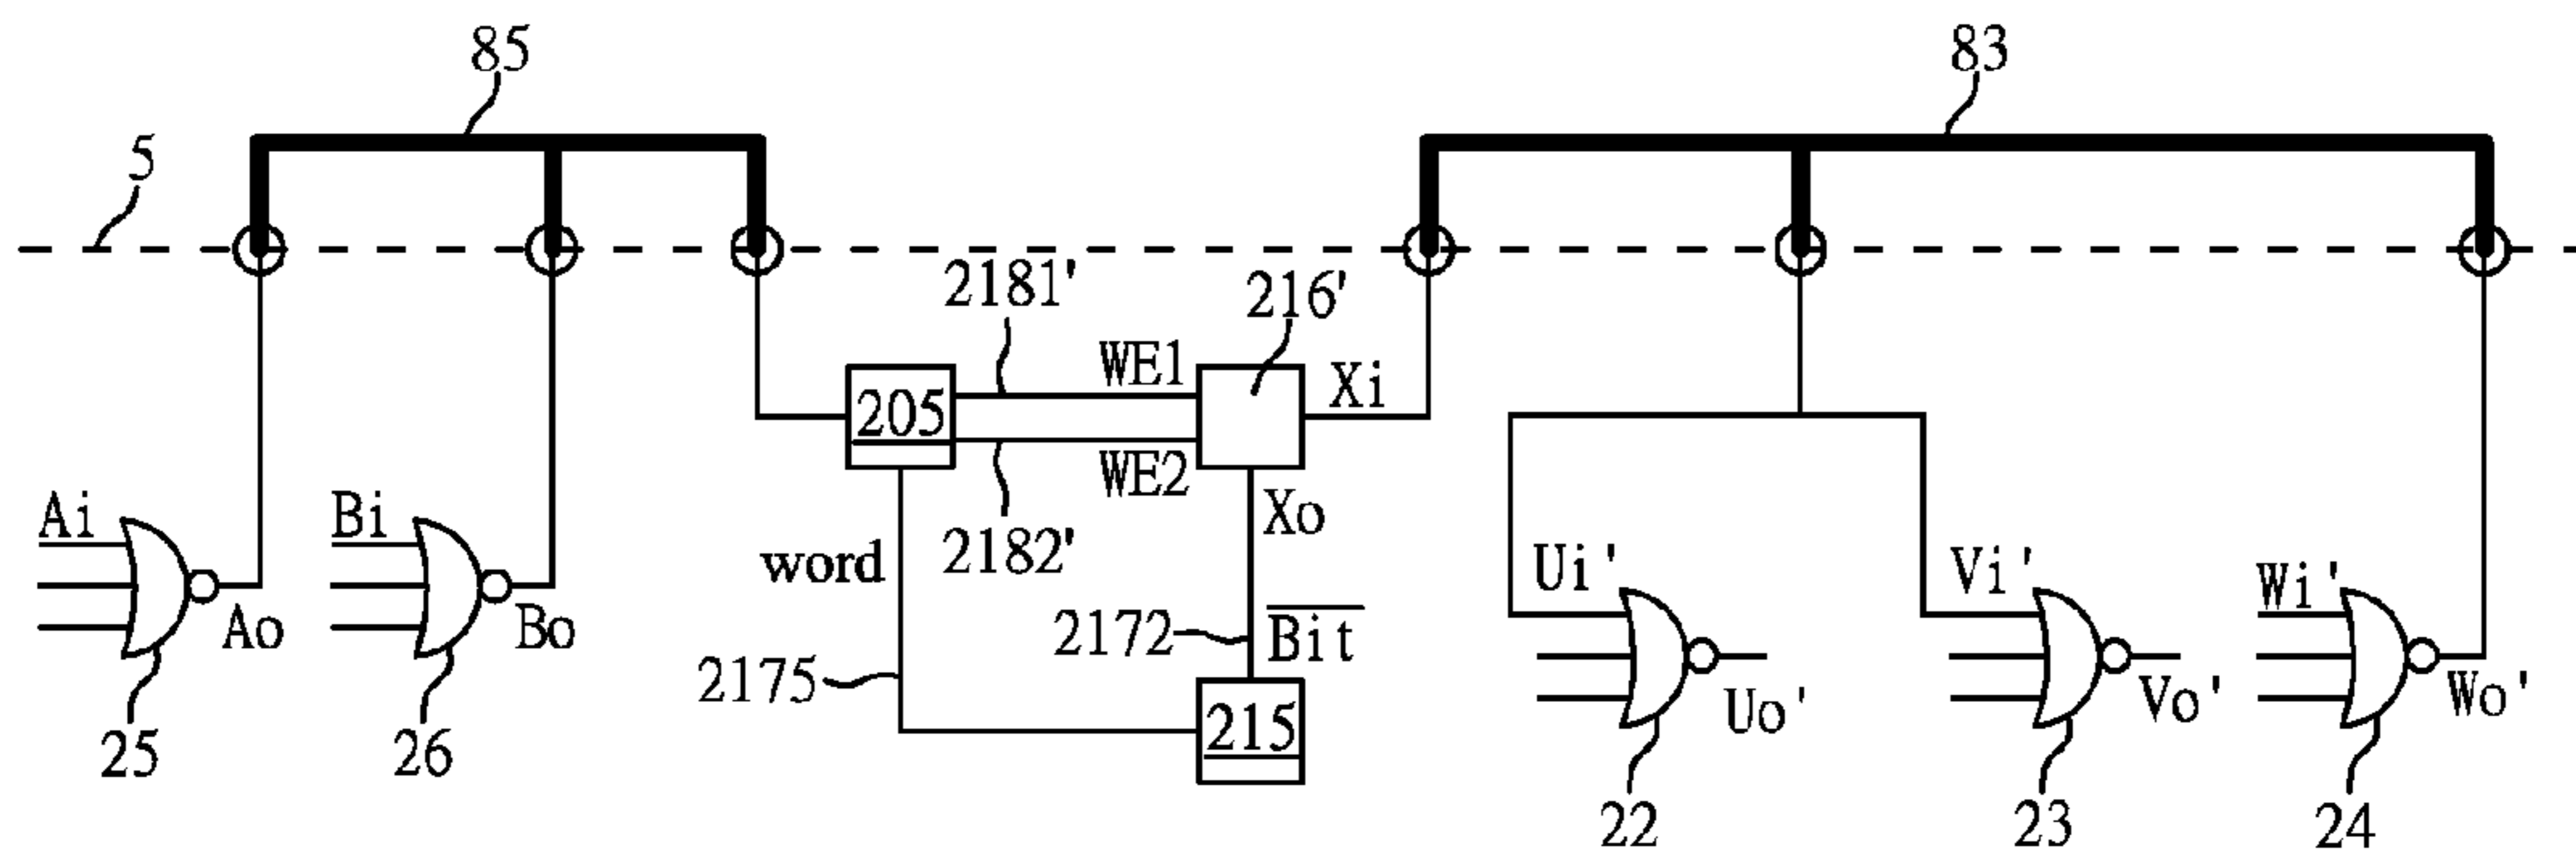 85
83
5
2181'
216'
WE1
Xi
205
WE2
Ai
Bi
Xo
word
2182'
Ui'
Vi'
Wi'
Ao
Bo
2172
B̅i̅t̅
2175
215
Uo'
Vo'
Wo'
25
26
22
23
24